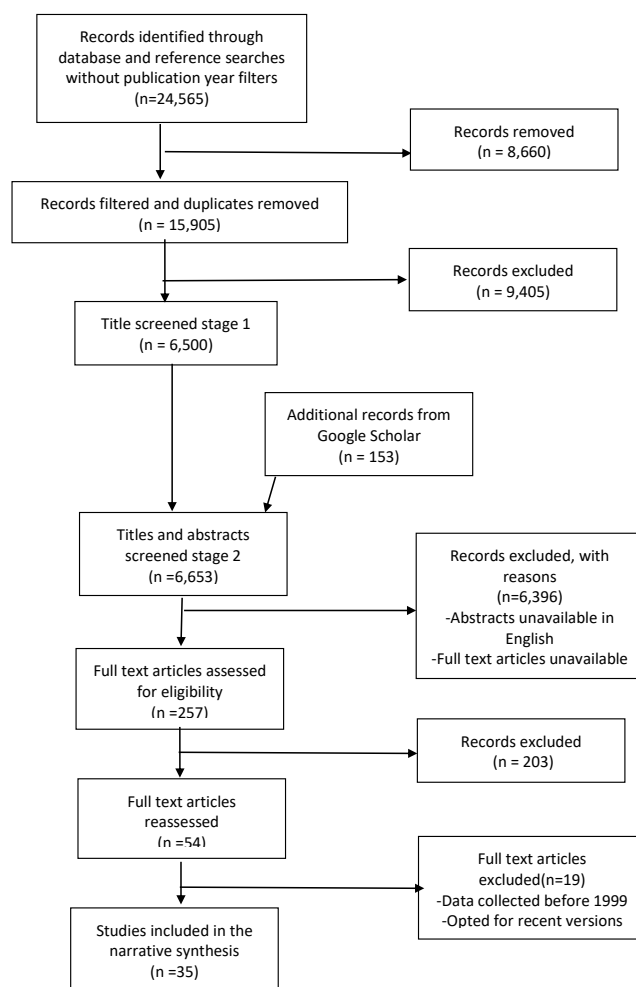 Records identified through
database and reference searches
without publication year filters
(n=24,565)
Records removed
(n = 8,660)
Records filtered and duplicates removed
(n = 15,905)
Records excluded
(n = 9,405)
Title screened stage 1
(n = 6,500)
Additional records from
Google Scholar
(n = 153)
Titles and abstracts
screened stage 2
(n =6,653)
Records excluded, with
reasons
(n=6,396)
-Abstracts unavailable in
English
-Full text articles unavailable
Full text articles assessed
for eligibility
(n =257)
Records excluded
(n = 203)
Full text articles
reassessed
(n =54)
Full text articles
excluded(n=19)
-Data collected before 1999
-Opted for recent versions
Studies included in the
narrative synthesis
(n =35)